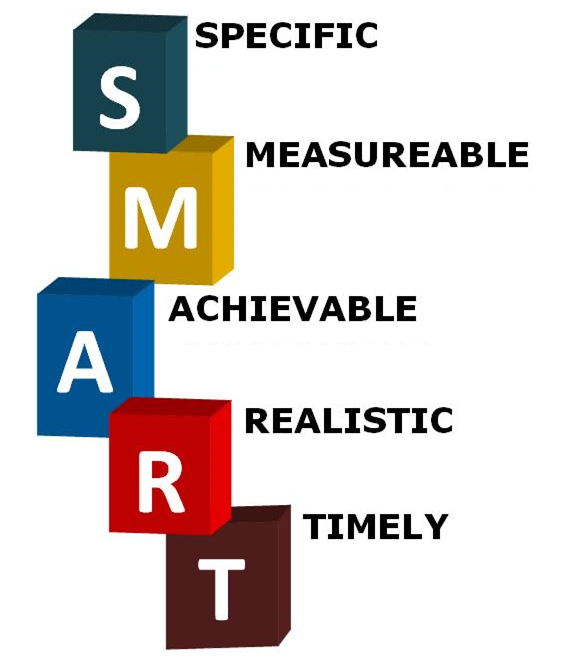 SPECIFIC
S
MEASUREABLE
M
ACHIEVABLE
A
REALISTIC
R
TIMELY
T